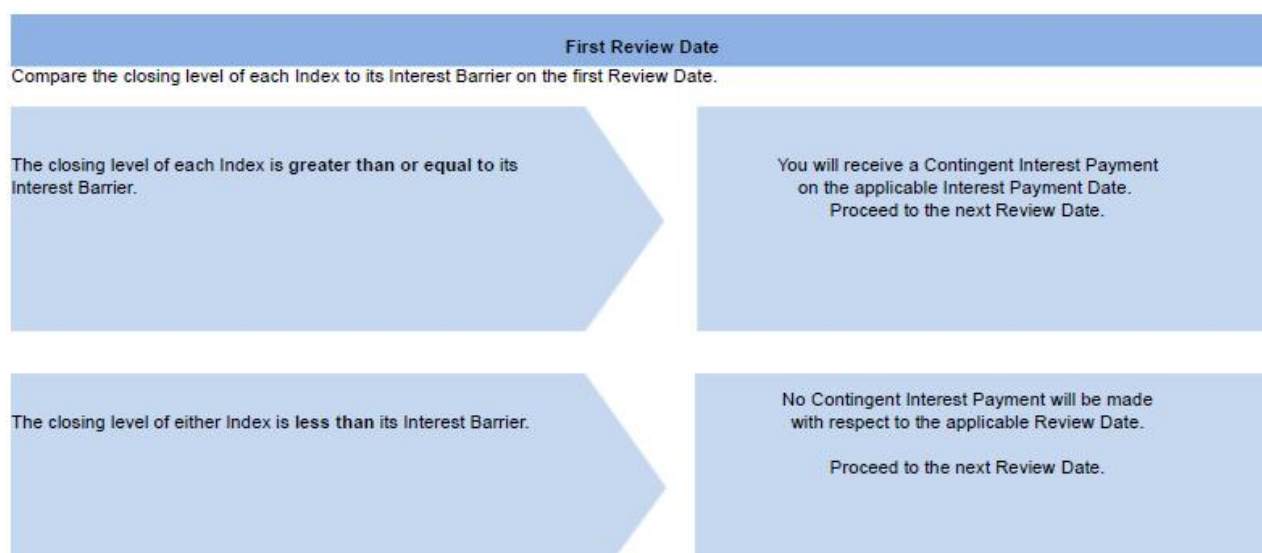 First Review Date
Compare the closing level of each Index to its Interest Barrier on the first Review Date.
The closing level of each Index is greater than or equal to its
Interest Barrier.
You will receive a Contingent Interest Payment
on the applicable Interest Payment Date.
Proceed to the next Review Date.
The closing level of either Index is less than its Interest Barrier.
No Contingent Interest Payment will be made
with respect to the applicable Review Date.
Proceed to the next Review Date.